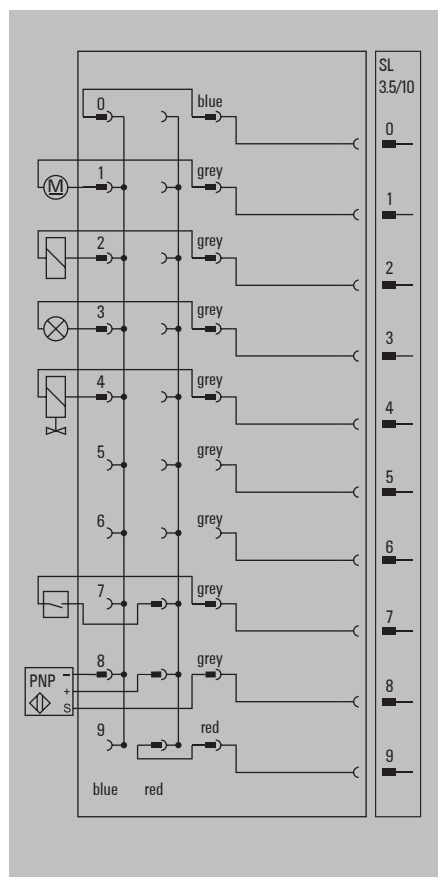 SL
3.5/10
0 blue
0
M 1 grey
1
2 grey
2
3 grey
3
4 grey
4
5 grey
5
6 grey
6
7 grey
7
8 grey
PNP −
+
S
8
9 red
9
blue red